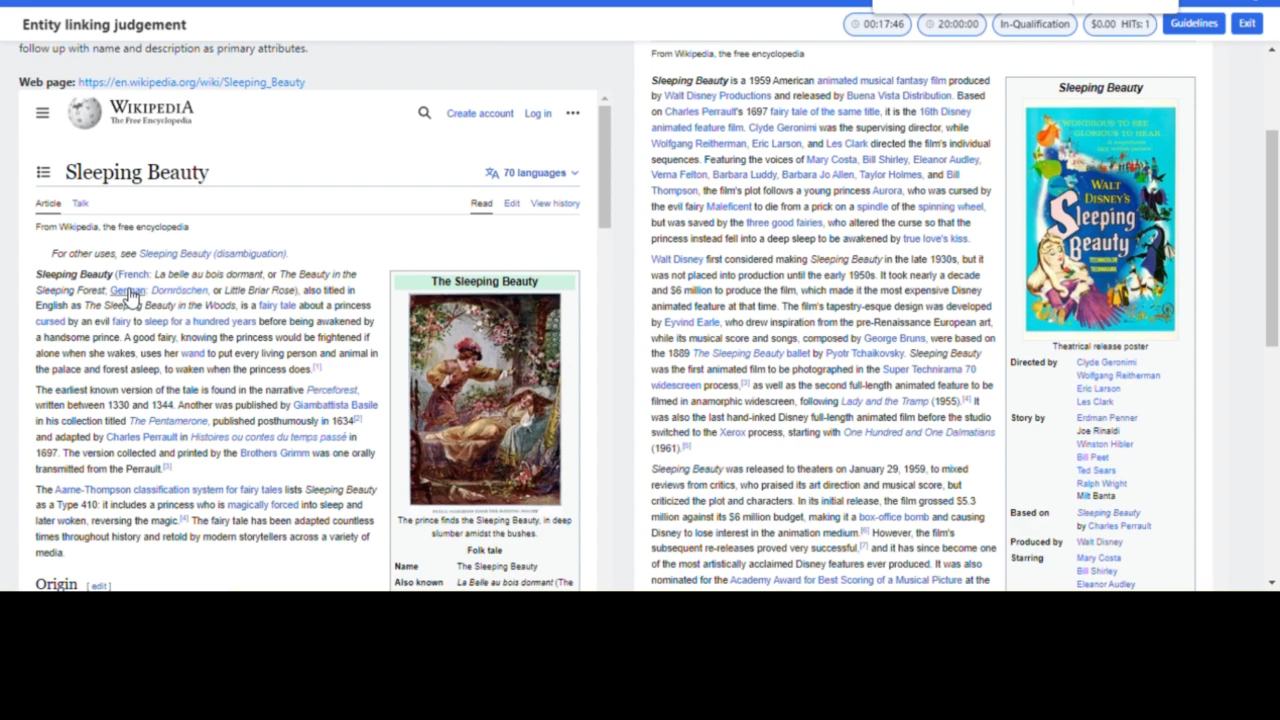 Entity linking judgement
00:17:46
20:00:00
In-Qualification
$0.00 HITs: 1
Guidelines
Exit
follow up with name and description as primary attributes.
Web page: https://en.wikipedia.org/wiki/Sleeping_Beauty
WIKIPEDIA
The Free Encyclopedia
Create account
Log in
Sleeping Beauty
70 languages
Article
Talk
Read
Edit
View history
From Wikipedia, the free encyclopedia
For other uses, see Sleeping Beauty (disambiguation).
Sleeping Beauty (French: La belle au bois dormant, or The Beauty in the
Sleeping Forest; German: Dornröschen, or Little Briar Rose), also titled in
English as The Sleeping Beauty in the Woods, is a fairy tale about a princess
cursed by an evil fairy to sleep for a hundred years before being awakened by
a handsome prince. A good fairy, knowing the princess would be frightened if
alone when she wakes, uses her wand to put every living person and animal in
the palace and forest asleep, to waken when the princess does.[1]
The earliest known version of the tale is found in the narrative Perceforest,
written between 1330 and 1344. Another was published by Giambattista Basile
in his collection titled The Pentamerone, published posthumously in 1634[2]
and adapted by Charles Perrault in Histoires ou contes du temps passé in
1697. The version collected and printed by the Brothers Grimm was one orally
transmitted from the Perrault.[3]
The Aarne-Thompson classification system for fairy tales lists Sleeping Beauty
as a Type 410: it includes a princess who is magically forced into sleep and
later woken, reversing the magic.[4] The fairy tale has been adapted countless
times throughout history and retold by modern storytellers across a variety of
media.
Origin [ edit ]
The Sleeping Beauty
The prince finds the Sleeping Beauty, in deep
slumber amidst the bushes.
Folk tale
Name The Sleeping Beauty
Also known La Belle au bois dormant (The
From Wikipedia, the free encyclopedia
Sleeping Beauty is a 1959 American animated musical fantasy film produced
by Walt Disney Productions and released by Buena Vista Distribution. Based
on Charles Perrault's 1697 fairy tale of the same title, it is the 16th Disney
animated feature film. Clyde Geronimi was the supervising director, while
Wolfgang Reitherman, Eric Larson, and Les Clark directed the film's individual
sequences. Featuring the voices of Mary Costa, Bill Shirley, Eleanor Audley,
Verna Felton, Barbara Luddy, Barbara Jo Allen, Taylor Holmes, and Bill
Thompson, the film's plot follows a young princess Aurora, who was cursed by
the evil fairy Maleficent to die from a prick on a spindle of the spinning wheel,
but was saved by the three good fairies, who altered the curse so that the
princess instead fell into a deep sleep to be awakened by true love's kiss.
Walt Disney first considered making Sleeping Beauty in the late 1930s, but it
was not placed into production until the early 1950s. It took nearly a decade
and $6 million to produce the film, which made it the most expensive Disney
animated feature at that time. The film's tapestry-esque design was developed
by Eyvind Earle, who drew inspiration from the pre-Renaissance European art,
while its musical score and songs, composed by George Bruns, were based on
the 1889 The Sleeping Beauty ballet by Pyotr Tchaikovsky. Sleeping Beauty
was the first animated film to be photographed in the Super Technirama 70
widescreen process,[3] as well as the second full-length animated feature to be
filmed in anamorphic widescreen, following Lady and the Tramp (1955).[4] It
was also the last hand-inked Disney full-length animated film before the studio
switched to the Xerox process, starting with One Hundred and One Dalmatians
(1961).[5]
Sleeping Beauty was released to theaters on January 29, 1959, to mixed
reviews from critics, who praised its art direction and musical score, but
criticized the plot and characters. In its initial release, the film grossed $5.3
million against its $6 million budget, making it a box-office bomb and causing
Disney to lose interest in the animation medium.[6] However, the film's
subsequent re-releases proved very successful,[7] and it has since become one
of the most artistically acclaimed Disney features ever produced. It was also
nominated for the Academy Award for Best Scoring of a Musical Picture at the
Sleeping Beauty
WONDROUS TO SEE
GLORIOUS TO HEAR
WALT
DISNEY'S
Sleeping
Beauty
TECHNIRAMA
TECHNICOLOR
Theatrical release poster
Directed by Clyde Geronimi
Wolfgang Reitherman
Eric Larson
Les Clark
Story by Erdman Penner
Joe Rinaldi
Winston Hibler
Bill Peet
Ted Sears
Ralph Wright
Milt Banta
Based on Sleeping Beauty
by Charles Perrault
Produced by Walt Disney
Starring Mary Costa
Bill Shirley
Eleanor Audley